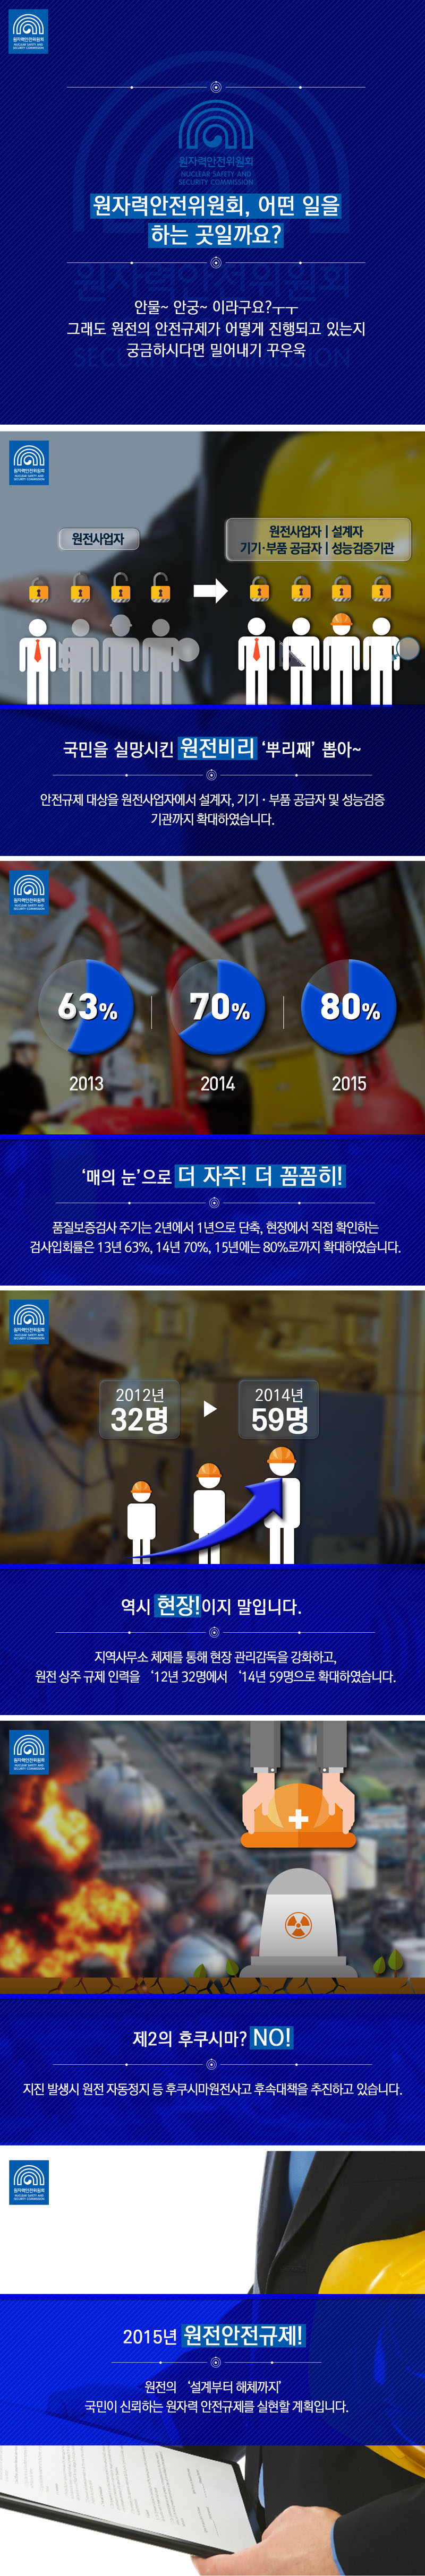 원자력안전위원회
NUCLEAR SAFETY AND
SECURITY COMMISSION
원자력안전위원회
NUCLEAR SAFETY AND
SECURITY COMMISSION
원자력안전위원회, 어떤 일을
하는 곳일까요?
안물~ 안궁~ 이라구요?ㅜㅜ
그래도 원전의 안전규제가 어떻게 진행되고 있는지
궁금하시다면 밀어내기 꾸우욱
원자력안전위원회
NUCLEAR SAFETY AND
SECURITY COMMISSION
원전사업자
원전사업자 | 설계자
기기·부품 공급자 | 성능검증기관
국민을 실망시킨 원전비리 ‘뿌리째’ 뽑아~
안전규제 대상을 원전사업자에서 설계자, 기기 · 부품 공급자 및 성능검증
기관까지 확대하였습니다.
원자력안전위원회
NUCLEAR SAFETY AND
SECURITY COMMISSION
63%
70%
80%
2013
2014
2015
‘매의 눈’으로 더 자주! 더 꼼꼼히!
품질보증검사 주기는 2년에서 1년으로 단축, 현장에서 직접 확인하는
검사입회률은 13년 63%, 14년 70%, 15년에는 80%로까지 확대하였습니다.
원자력안전위원회
NUCLEAR SAFETY AND
SECURITY COMMISSION
2012년
32명
2014년
59명
역시 현장!이지 말입니다.
지역사무소 체제를 통해 현장 관리감독을 강화하고,
원전 상주 규제 인력을 ‘12년 32명에서 ‘14년 59명으로 확대하였습니다.
원자력안전위원회
NUCLEAR SAFETY AND
SECURITY COMMISSION
제2의 후쿠시마? NO!
지진 발생시 원전 자동정지 등 후쿠시마원전사고 후속대책을 추진하고 있습니다.
원자력안전위원회
NUCLEAR SAFETY AND
SECURITY COMMISSION
2015년 원전안전규제!
원전의 ‘설계부터 해체까지’
국민이 신뢰하는 원자력 안전규제를 실현할 계획입니다.